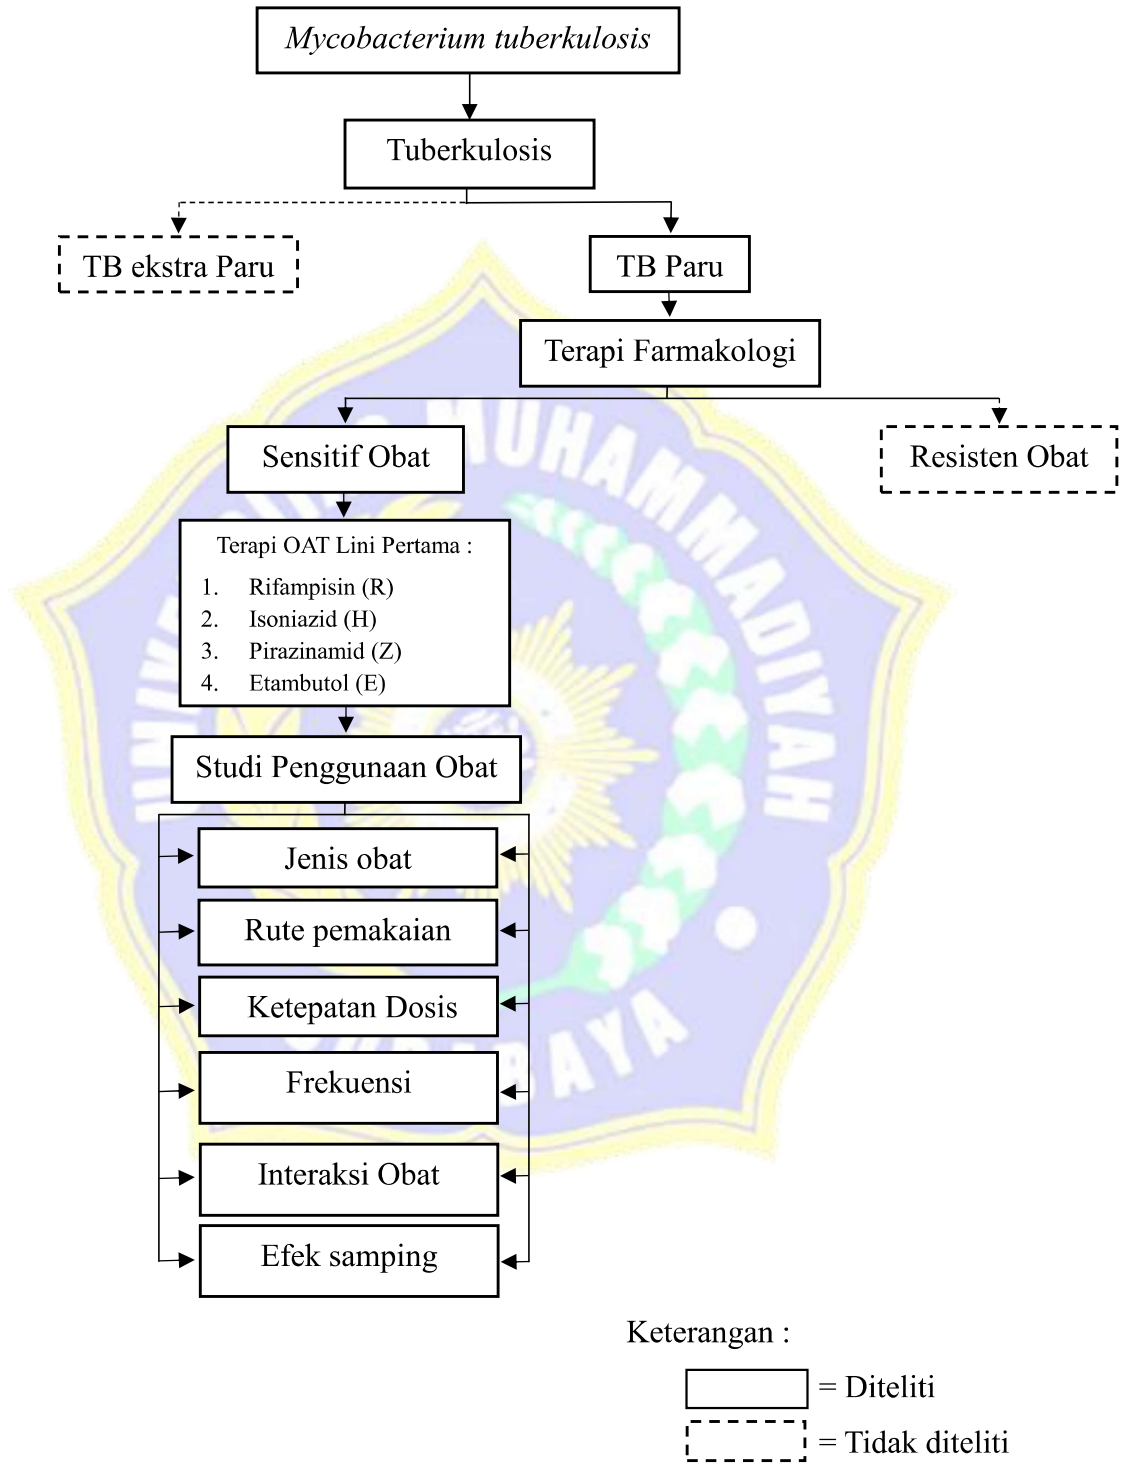 Mycobacterium tuberkulosis
Tuberkulosis
TB ekstra Paru
TB Paru
Terapi Farmakologi
Sensitif Obat
Resisten Obat
Terapi OAT Lini Pertama :
1. Rifampisin (R)
2. Isoniazid (H)
3. Pirazinamid (Z)
4. Etambutol (E)
Studi Penggunaan Obat
Jenis obat
Rute pemakaian
Ketepatan Dosis
Frekuensi
Interaksi Obat
Efek samping
Keterangan :
= Diteliti
= Tidak diteliti
MUHAMMADIYAH